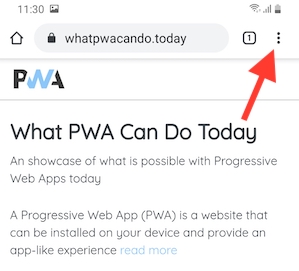 11:30
whatpwacando.today 1
PWA
What PWA Can Do Today
An showcase of what is possible with Progressive
Web Apps today
A Progressive Web App (PWA) is a website that
can be installed on your device and provide an
app-like experience read more